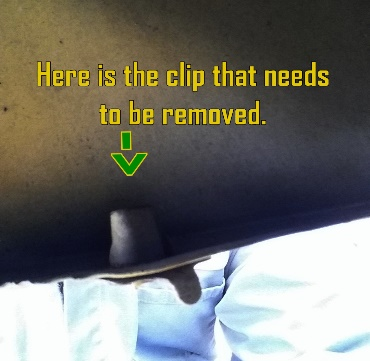 Here is the clip that needs
to be removed.